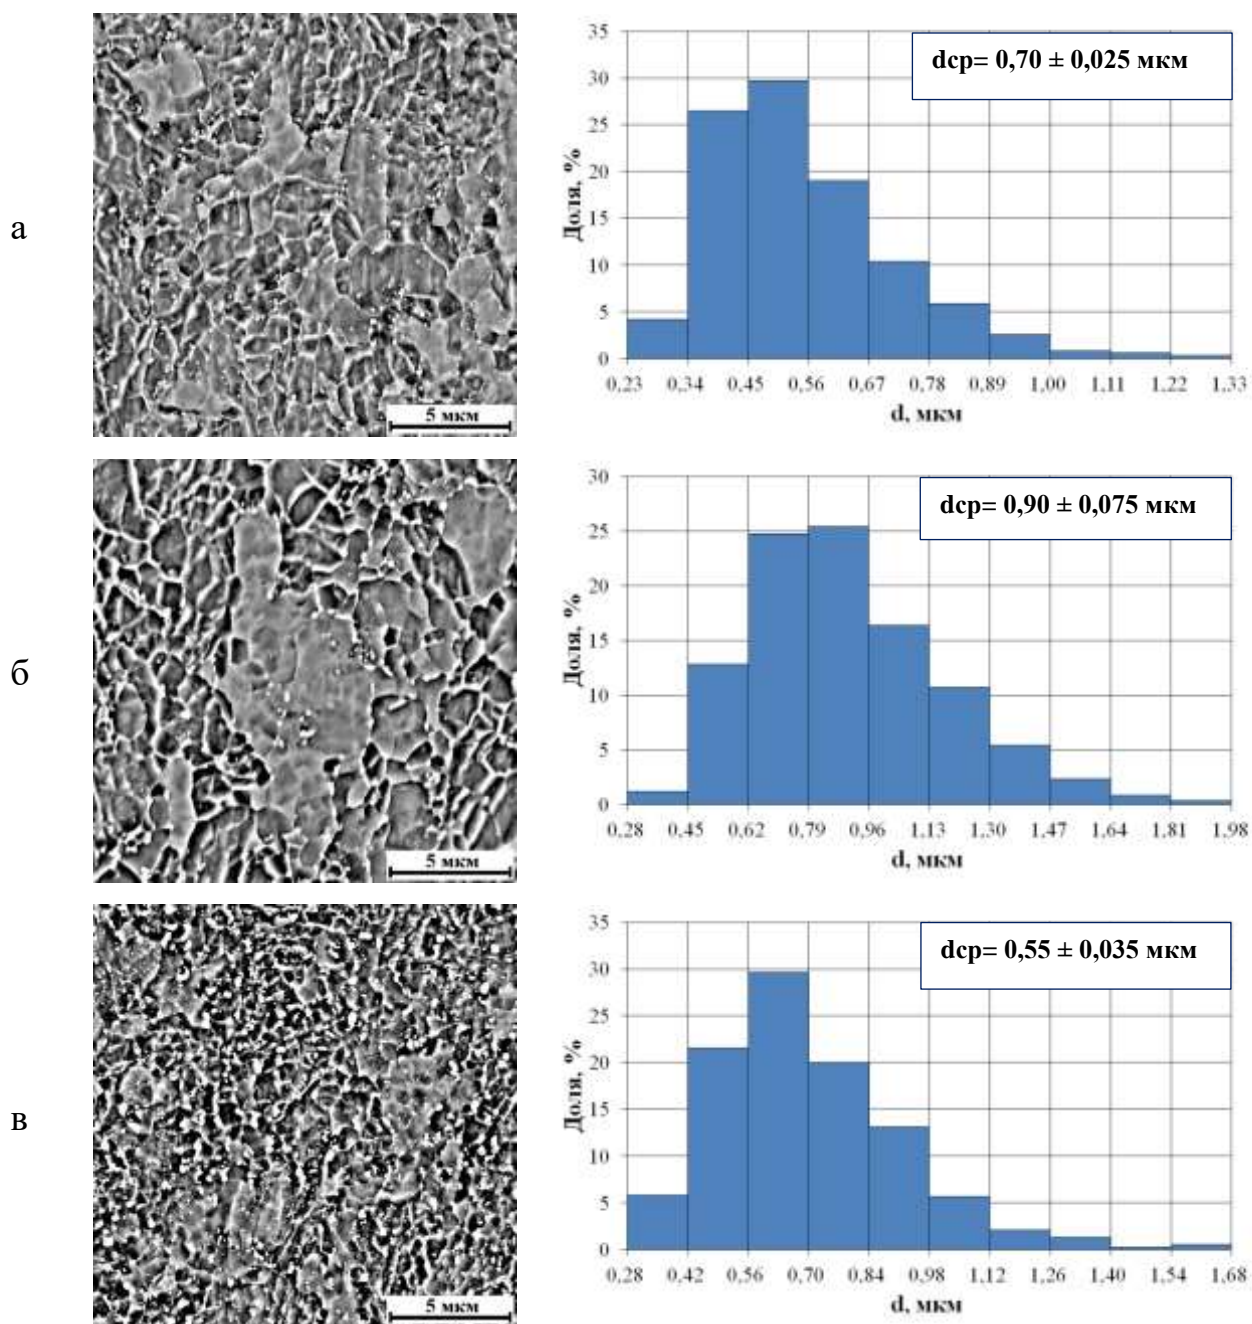 а
5 мкм
dcp= 0,70 ± 0,025 мкм
Доля, %
35
30
25
20
15
10
5
0
0,23 0,34 0,45 0,56 0,67 0,78 0,89 1,00 1,11 1,22 1,33
d, мкм
б
5 мкм
dcp= 0,90 ± 0,075 мкм
Доля, %
30
25
20
15
10
5
0
0,28 0,45 0,62 0,79 0,96 1,13 1,30 1,47 1,64 1,81 1,98
d, мкм
в
5 мкм
dcp= 0,55 ± 0,035 мкм
Доля, %
35
30
25
20
15
10
5
0
0,28 0,42 0,56 0,70 0,84 0,98 1,12 1,26 1,40 1,54 1,68
d, мкм